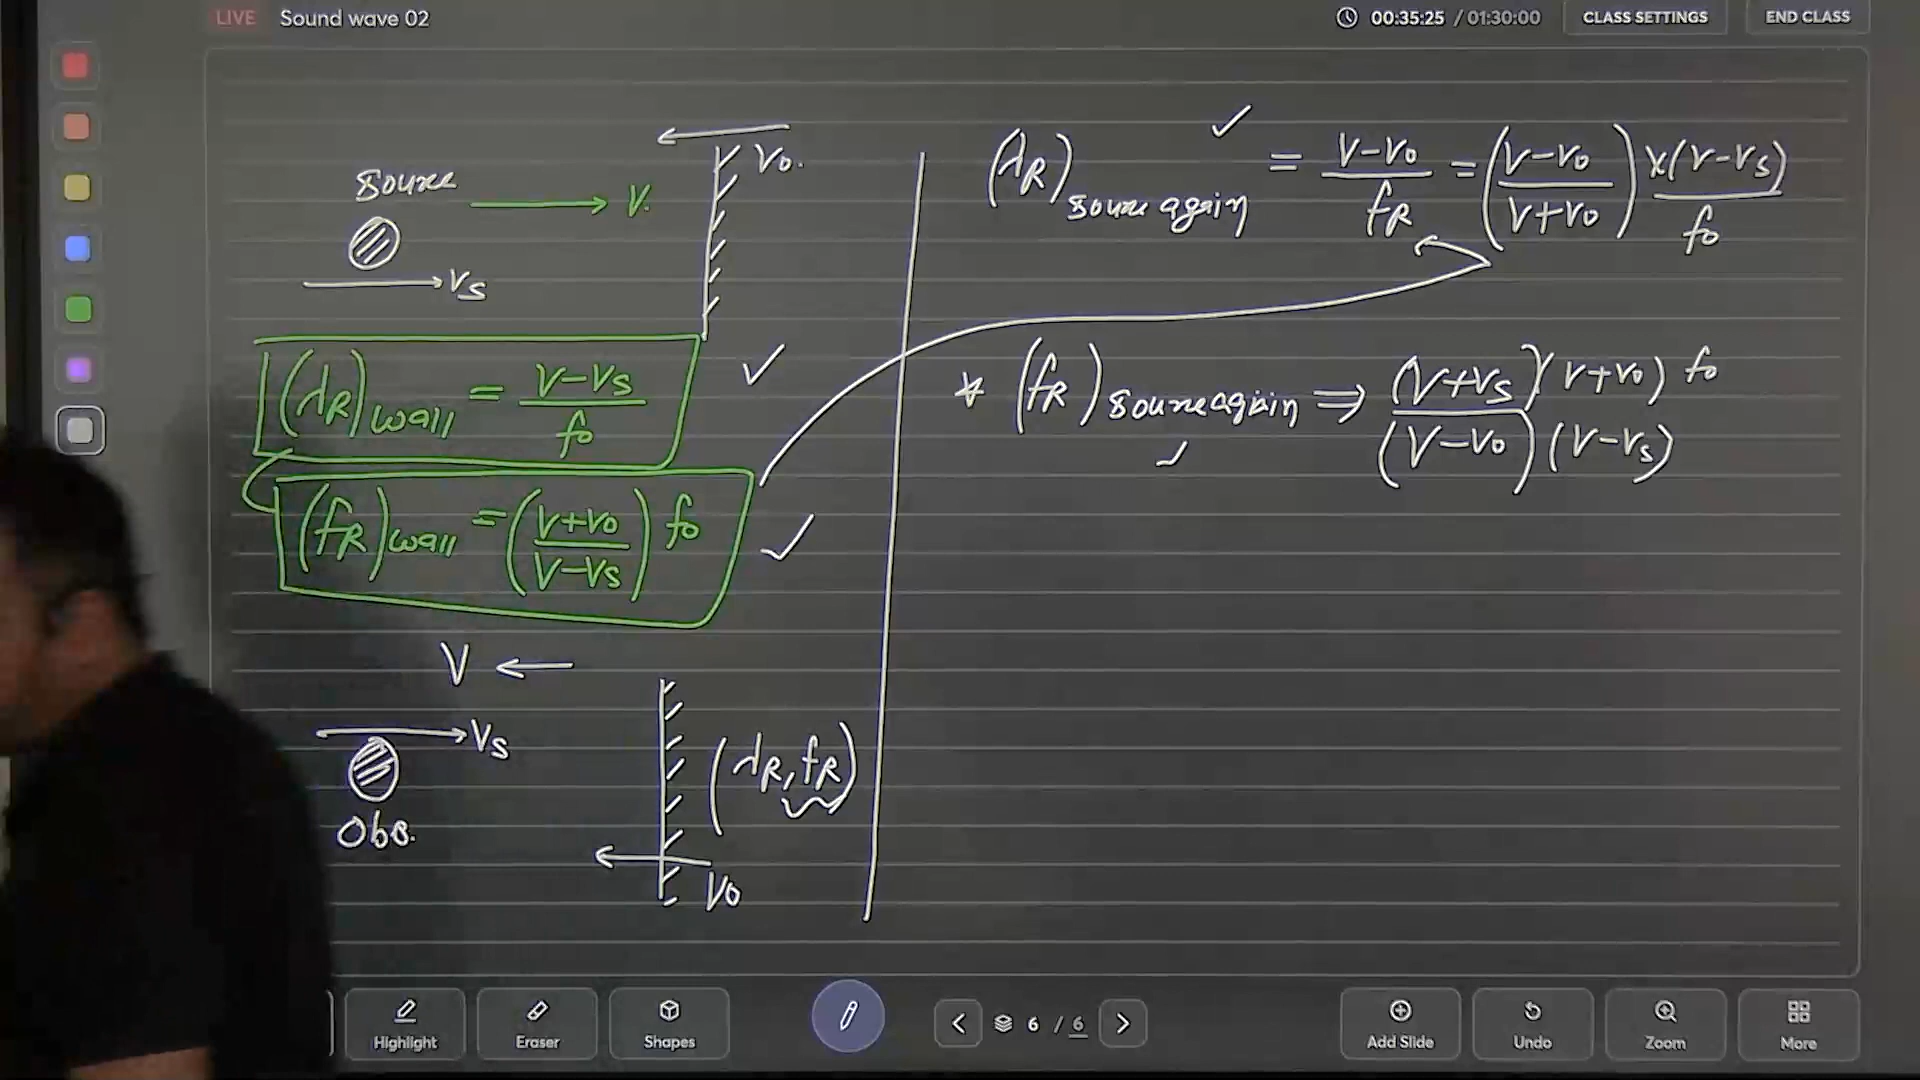 LIVE Sound wave 02
00:35:25 / 01:30:00 CLASS SETTINGS END CLASS
Source
V
Vo.
Vs
(λR)wall = V-Vs / fo
(fR)wall = (V+Vo / V-Vs) fo
V
Vs
Obs.
(λR, fR)
Vo
(λR)source again = V-Vo / fR = (V-Vo / V+Vo) × (V-Vs) / fo
* (fR)source again ⇒ (V+Vs)(V+Vo) fo / (V-Vo)(V-Vs)
Highlight Eraser Shapes 6 / 6 Add Slide Undo Zoom More